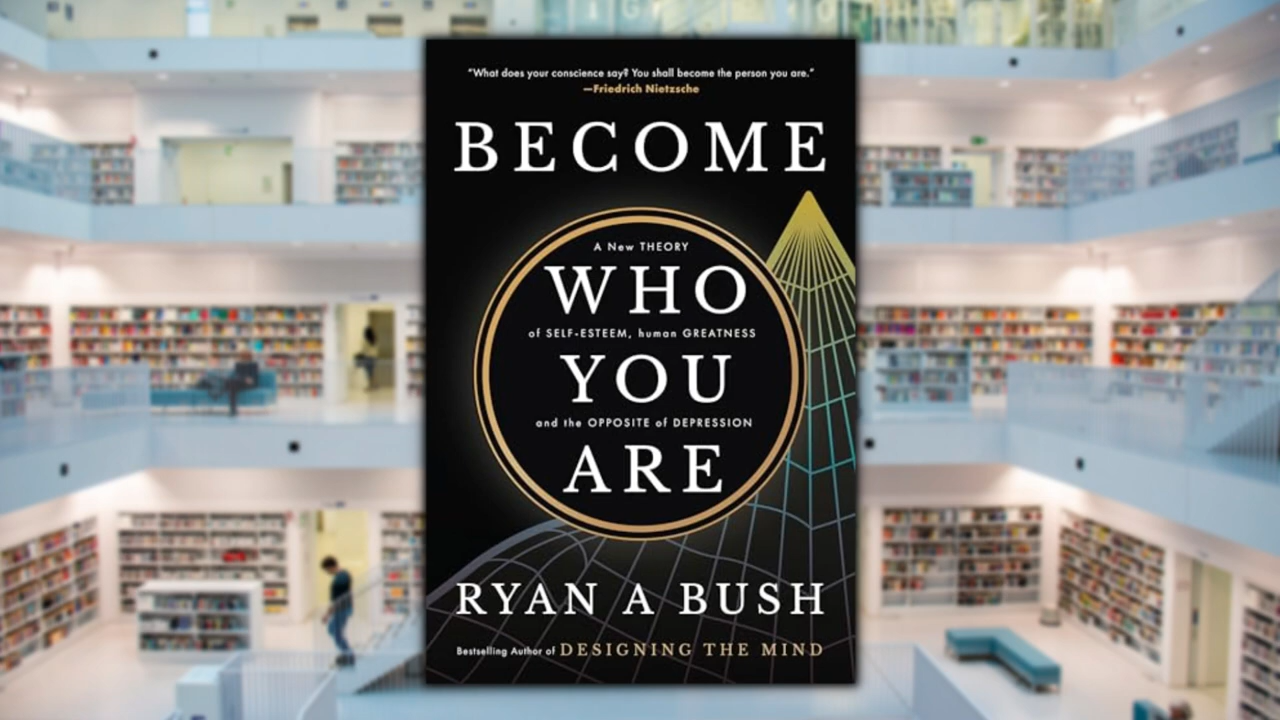 "What does your conscience say? You shall become the person you are."
—Friedrich Nietzsche
BECOME
A New THEORY
WHO
of SELF-ESTEEM, human GREATNESS
YOU
and the OPPOSITE of DEPRESSION
ARE
RYAN A BUSH
Bestselling Author of DESIGNING THE MIND